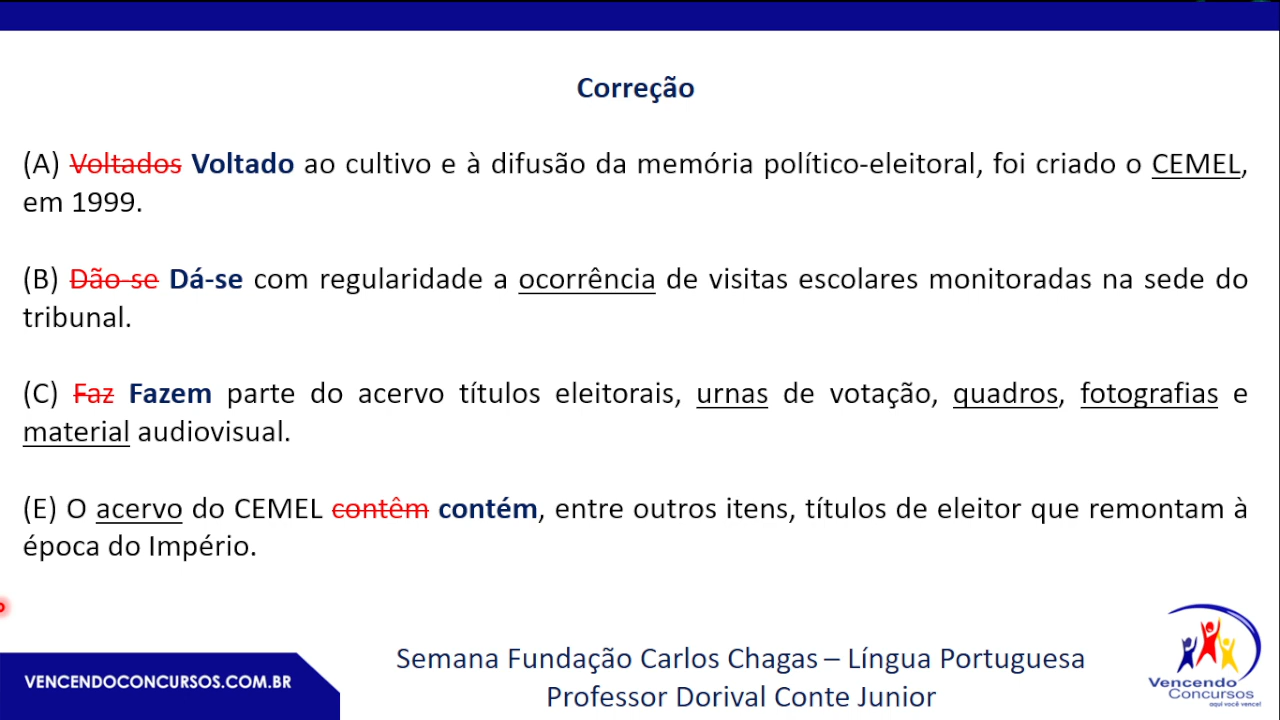 Correção
(A) Voltados Voltado ao cultivo e à difusão da memória político-eleitoral, foi criado o CEMEL,
em 1999.
(B) Dão-se Dá-se com regularidade a ocorrência de visitas escolares monitoradas na sede do
tribunal.
(C) Faz Fazem parte do acervo títulos eleitorais, urnas de votação, quadros, fotografias e
material audiovisual.
(E) O acervo do CEMEL contêm contém, entre outros itens, títulos de eleitor que remontam à
época do Império.
VENCENDOCONCURSOS.COM.BR
Semana Fundação Carlos Chagas – Língua Portuguesa
Professor Dorival Conte Junior
Vencendo
Concursos
aqui você vence!